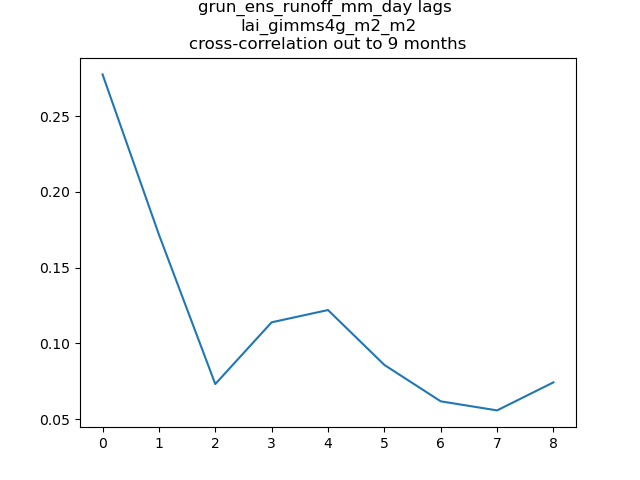 grun_ens_runoff_mm_day lags
lai_gimms4g_m2_m2
cross-correlation out to 9 months
0.25
0.20
0.15
0.10
0.05
0 1 2 3 4 5 6 7 8